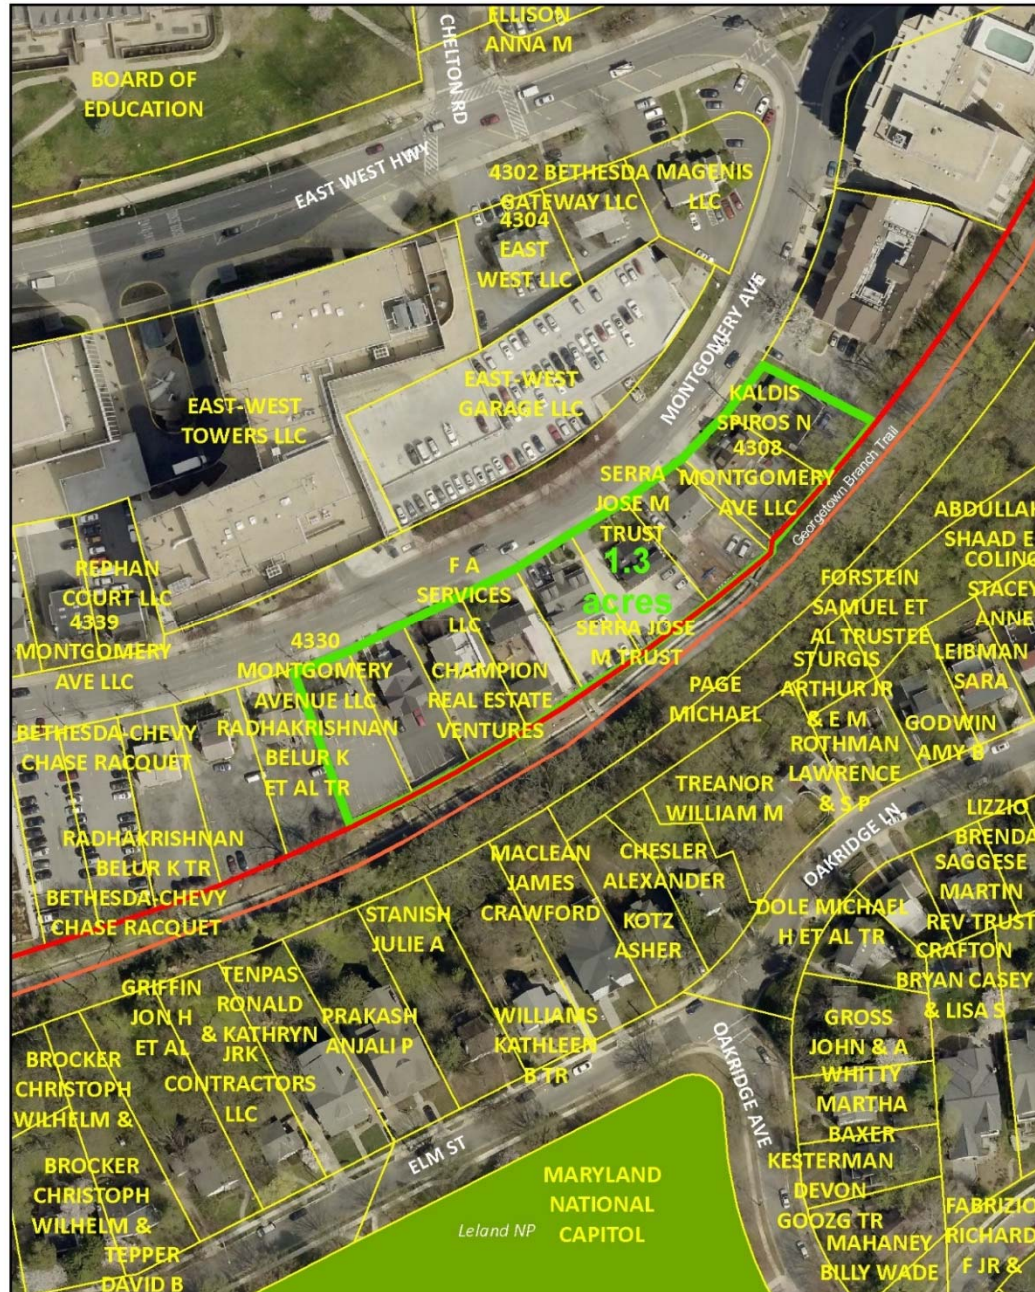 ELLISON
ANNA M
CHELTON RD
BOARD OF
EDUCATION
EAST WEST HWY
4302 BETHESDA
GATEWAY LLC
MAGENIS
LLC
4304
EAST
WEST LLC
MONTGOMERY AVE
EAST-WEST
GARAGE LLC
EAST-WEST
TOWERS LLC
KALDIS
SPIROS N
4308
MONTGOMERY
AVE LLC
Georgetown Branch Trail
SERRA
JOSE M
TRUST
1.3
acres
SERRA JOSE
M TRUST
F A
SERVICES
LLC
REPHAN
COURT LLC
4339
MONTGOMERY
AVE LLC
4330
MONTGOMERY
AVENUE LLC
CHAMPION
REAL ESTATE
VENTURES
RADHAKRISHNAN
BELUR K
ET AL TR
BETHESDA-CHEVY
CHASE RACQUET
RADHAKRISHNAN
BELUR K TR
BETHESDA-CHEVY
CHASE RACQUET
SHAAD E
STACEY
ANNE
FORSTEIN
SAMUEL ET
AL TRUSTEE
LEIBMAN
SARA
STURGIS
ARTHUR JR
& E M
PAGE
MICHAEL
GODWIN
AMY B
ROTHMAN
LAWRENCE
& S P
TREANOR
WILLIAM M
OAKRIDGE LN
LIZZIO
BRENDA
SAGGESE
MARTIN
REV TRUST
MACLEAN
JAMES
CRAWFORD
CHESLER
ALEXANDER
KOTZ
ASHER
DOLE MICHAEL
H ET AL TR
CRAFTON
BRYAN CASEY
& LISA S
STANISH
JULIE A
GRIFFIN
JON H
ET AL
TENPAS
RONALD
& KATHRYN
PRAKASH
ANJALI P
WILLIAMS
KATHLEEN
B TR
OAKRIDGE AVE
GROSS
JOHN & A
JRK
CONTRACTORS
LLC
BROCKER
CHRISTOPH
WILHELM &
WHITTY
MARTHA
BAXER
ELM ST
KESTERMAN
DEVON
BROCKER
CHRISTOPH
WILHELM &
MARYLAND
NATIONAL
CAPITOL
Leland NP
GOOZG TR
MAHANEY
BILLY WADE
FABRIZIO
RICHARD
F JR &
TEPPER
DAVID B